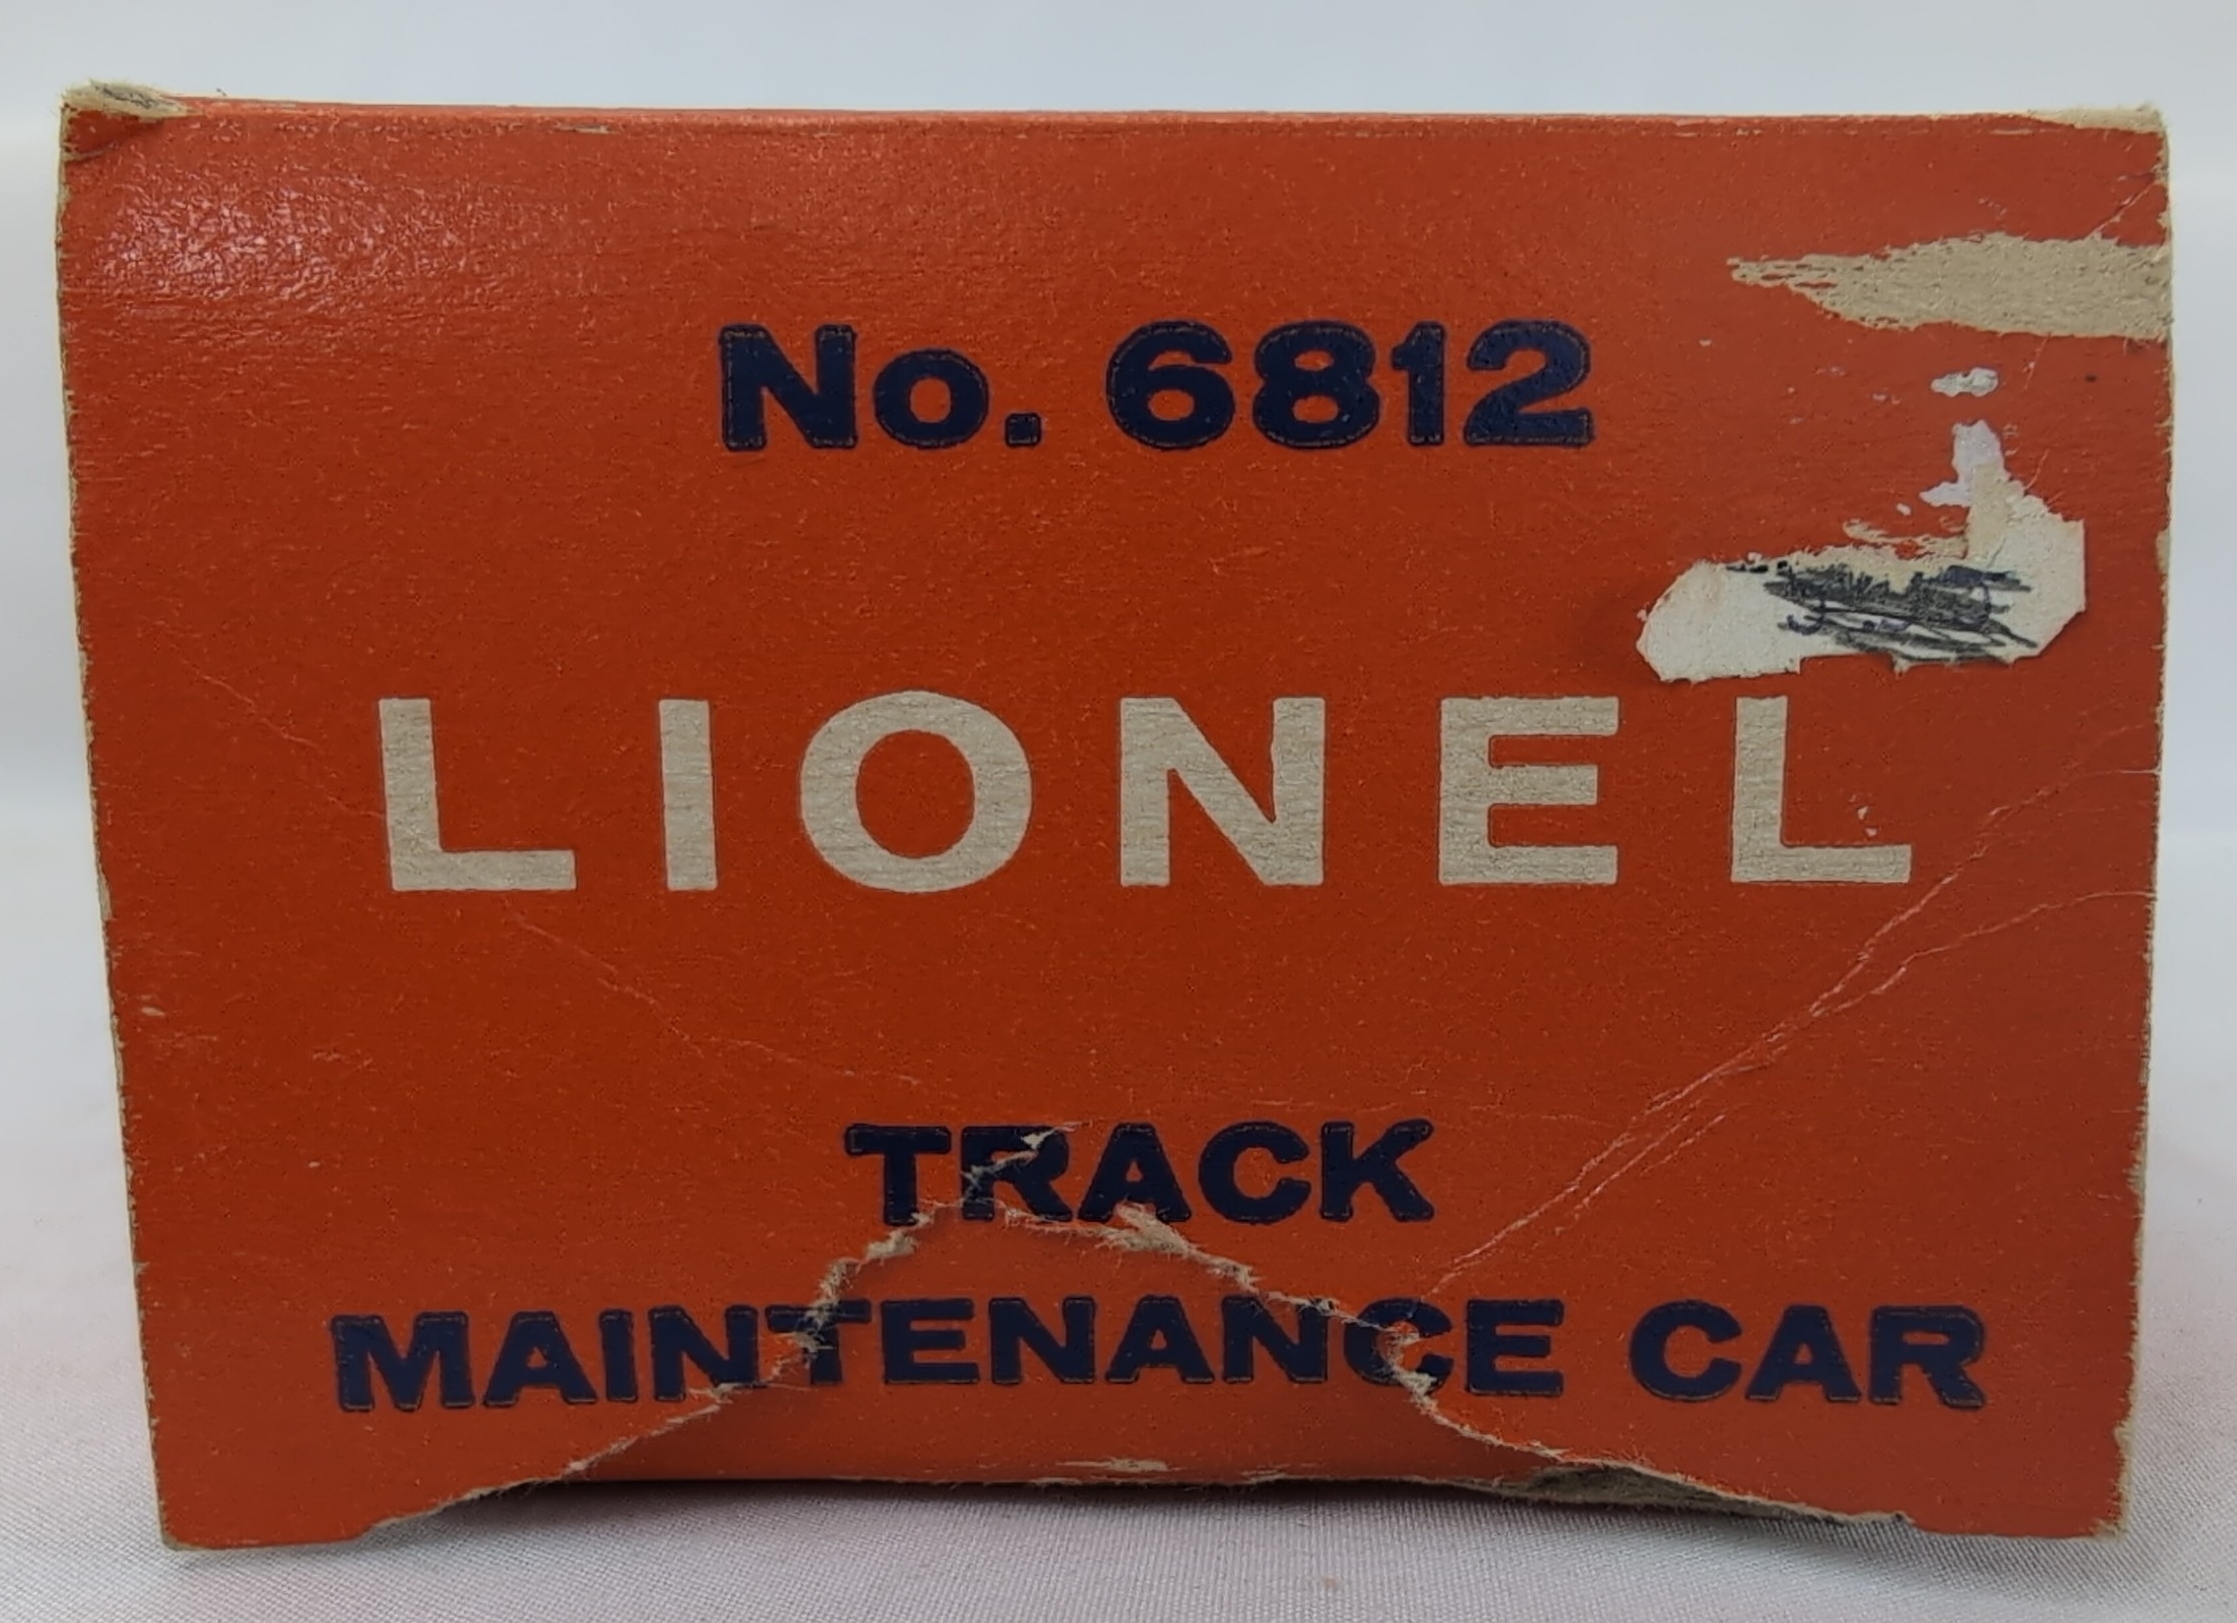 No. 6812
LIONEL
TRACK
MAINTENANCE CAR